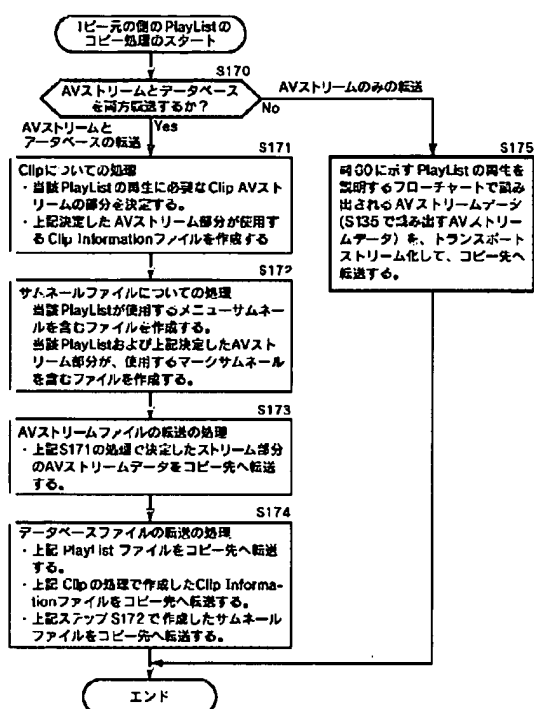 コピー元の側のPlayListの
コピー処理のスタート
S170
AVストリームとデータベース
を両方転送するか？
AVストリームのみの転送
No
AVストリームと
データベースの転送
Yes
S171
Clipについての処理
・当該PlayListの再生に必要なClip AVスト
リームの部分を決定する。
・上記決定したAVストリーム部分が使用す
るClip Informationファイルを作成する
S172
サムネールファイルについての処理
当該PlayListが使用するメニューサムネー
ルを含むファイルを作成する。
当該PlayListおよび上記決定したAVスト
リーム部分が、使用するマークサムネール
を含むファイルを作成する。
S173
AVストリームファイルの転送の処理
・上記S171の処理で決定したストリーム部分
のAVストリームデータをコピー先へ転送
する。
S174
データベースファイルの転送の処理
・上記 PlayList ファイルをコピー先へ転送
する。
・上記 Clip の処理で作成したClip Informa-
tionファイルをコピー先へ転送する。
・上記ステップS172で作成したサムネール
ファイルをコピー先へ転送する。
S175
60に示すPlayListの再生を
説明するフローチャートで読み
出されるAVストリームデータ
(S135で読み出すAVストリー
ムデータ）を、トランスポート
ストリーム化して、コピー先へ
転送する。
エンド